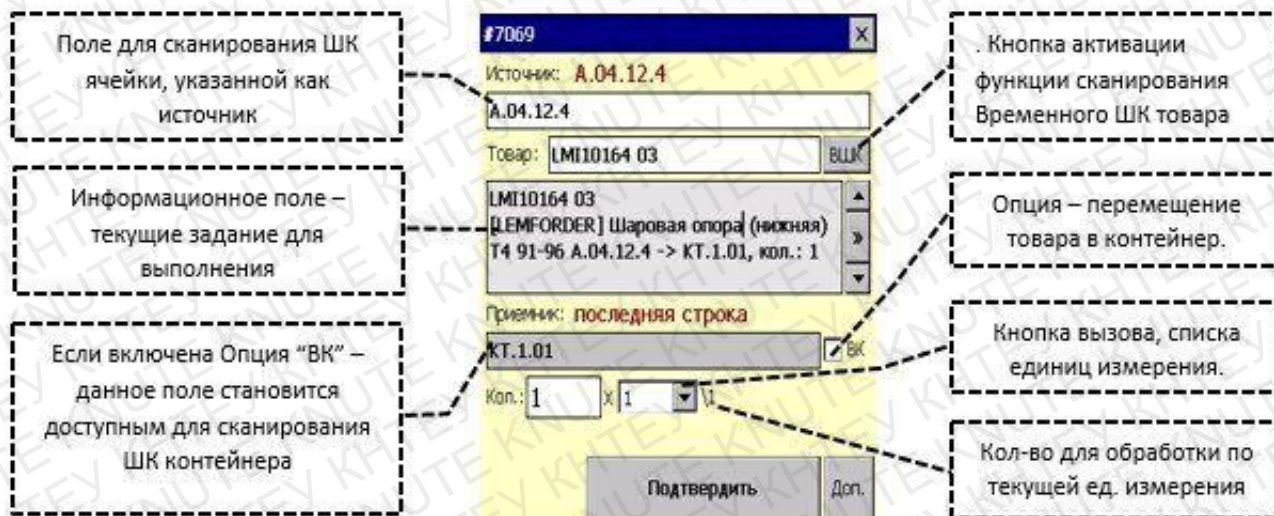 Поле для сканирования ШК
ячейки, указанной как
источник
Информационное поле –
текущие задание для
выполнения
Если включена Опция “ВК” –
данное поле становится
доступным для сканирования
ШК контейнера
#7069
X
Источник: A.04.12.4
A.04.12.4
Товар: LMI10164 03
ВШК
LMI10164 03
[LEMFORDER] Шаровая опора (нижняя)
T4 91-96 A.04.12.4 -> КТ.1.01, кол.: 1
»
Приемник: последняя строка
КТ.1.01
ВК
Кол.: 1 x 1 \1
Подтвердить
Доп.
. Кнопка активации
функции сканирования
Временного ШК товара
Опция – перемещение
товара в контейнер.
Кнопка вызова, списка
единиц измерения.
Кол-во для обработки по
текущей ед. измерения